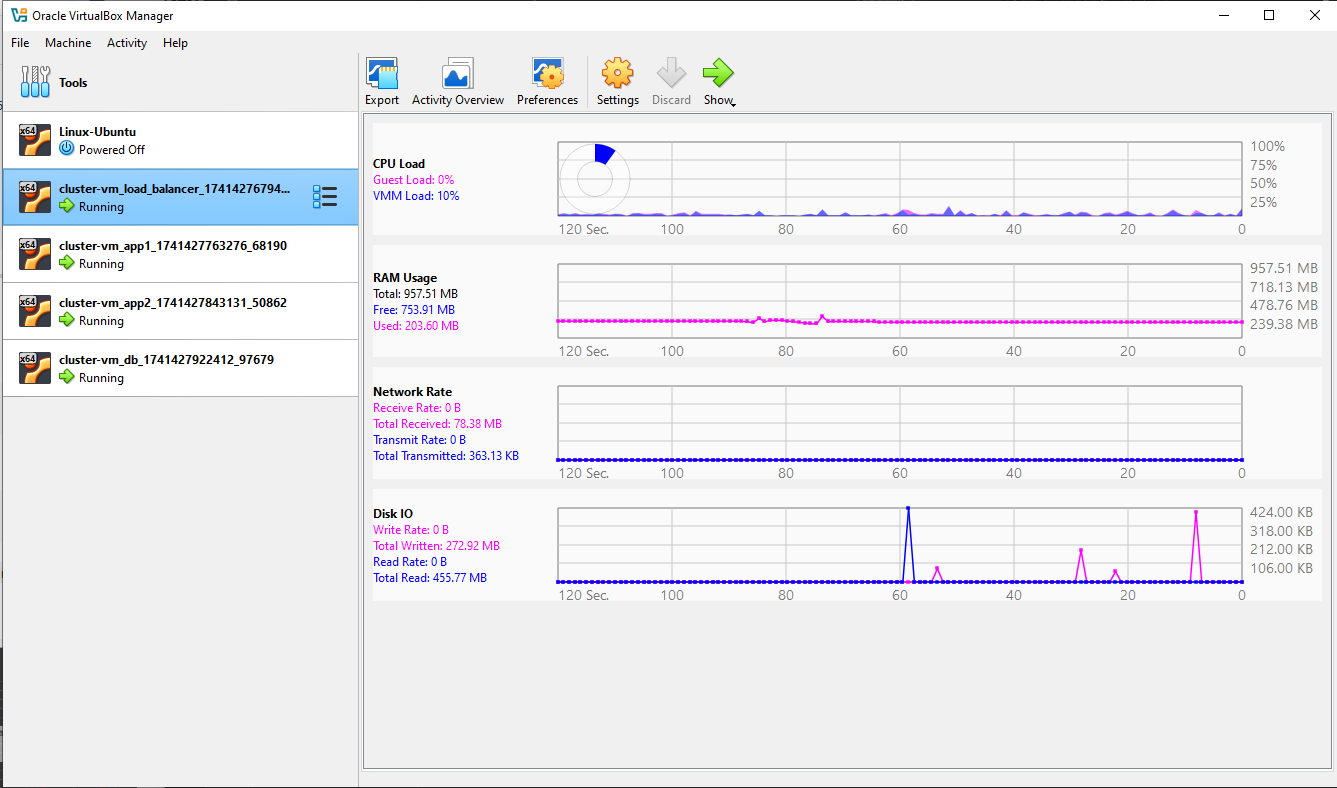 Oracle VirtualBox Manager
File Machine Activity Help
Tools
Export Activity Overview Preferences Settings Discard Show
Linux-Ubuntu
Powered Off
cluster-vm_load_balancer_17414276794...
Running
cluster-vm_app1_1741427763276_68190
Running
cluster-vm_app2_1741427843131_50862
Running
cluster-vm_db_1741427922412_97679
Running
CPU Load
Guest Load: 0%
VMM Load: 10%
100%
75%
50%
25%
120 Sec. 100 80 60 40 20 0
RAM Usage
Total: 957.51 MB
Free: 753.91 MB
Used: 203.60 MB
957.51 MB
718.13 MB
478.76 MB
239.38 MB
120 Sec. 100 80 60 40 20 0
Network Rate
Receive Rate: 0 B
Total Received: 78.38 MB
Transmit Rate: 0 B
Total Transmitted: 363.13 KB
120 Sec. 100 80 60 40 20 0
Disk IO
Write Rate: 0 B
Total Written: 272.92 MB
Read Rate: 0 B
Total Read: 455.77 MB
424.00 KB
318.00 KB
212.00 KB
106.00 KB
120 Sec. 100 80 60 40 20 0